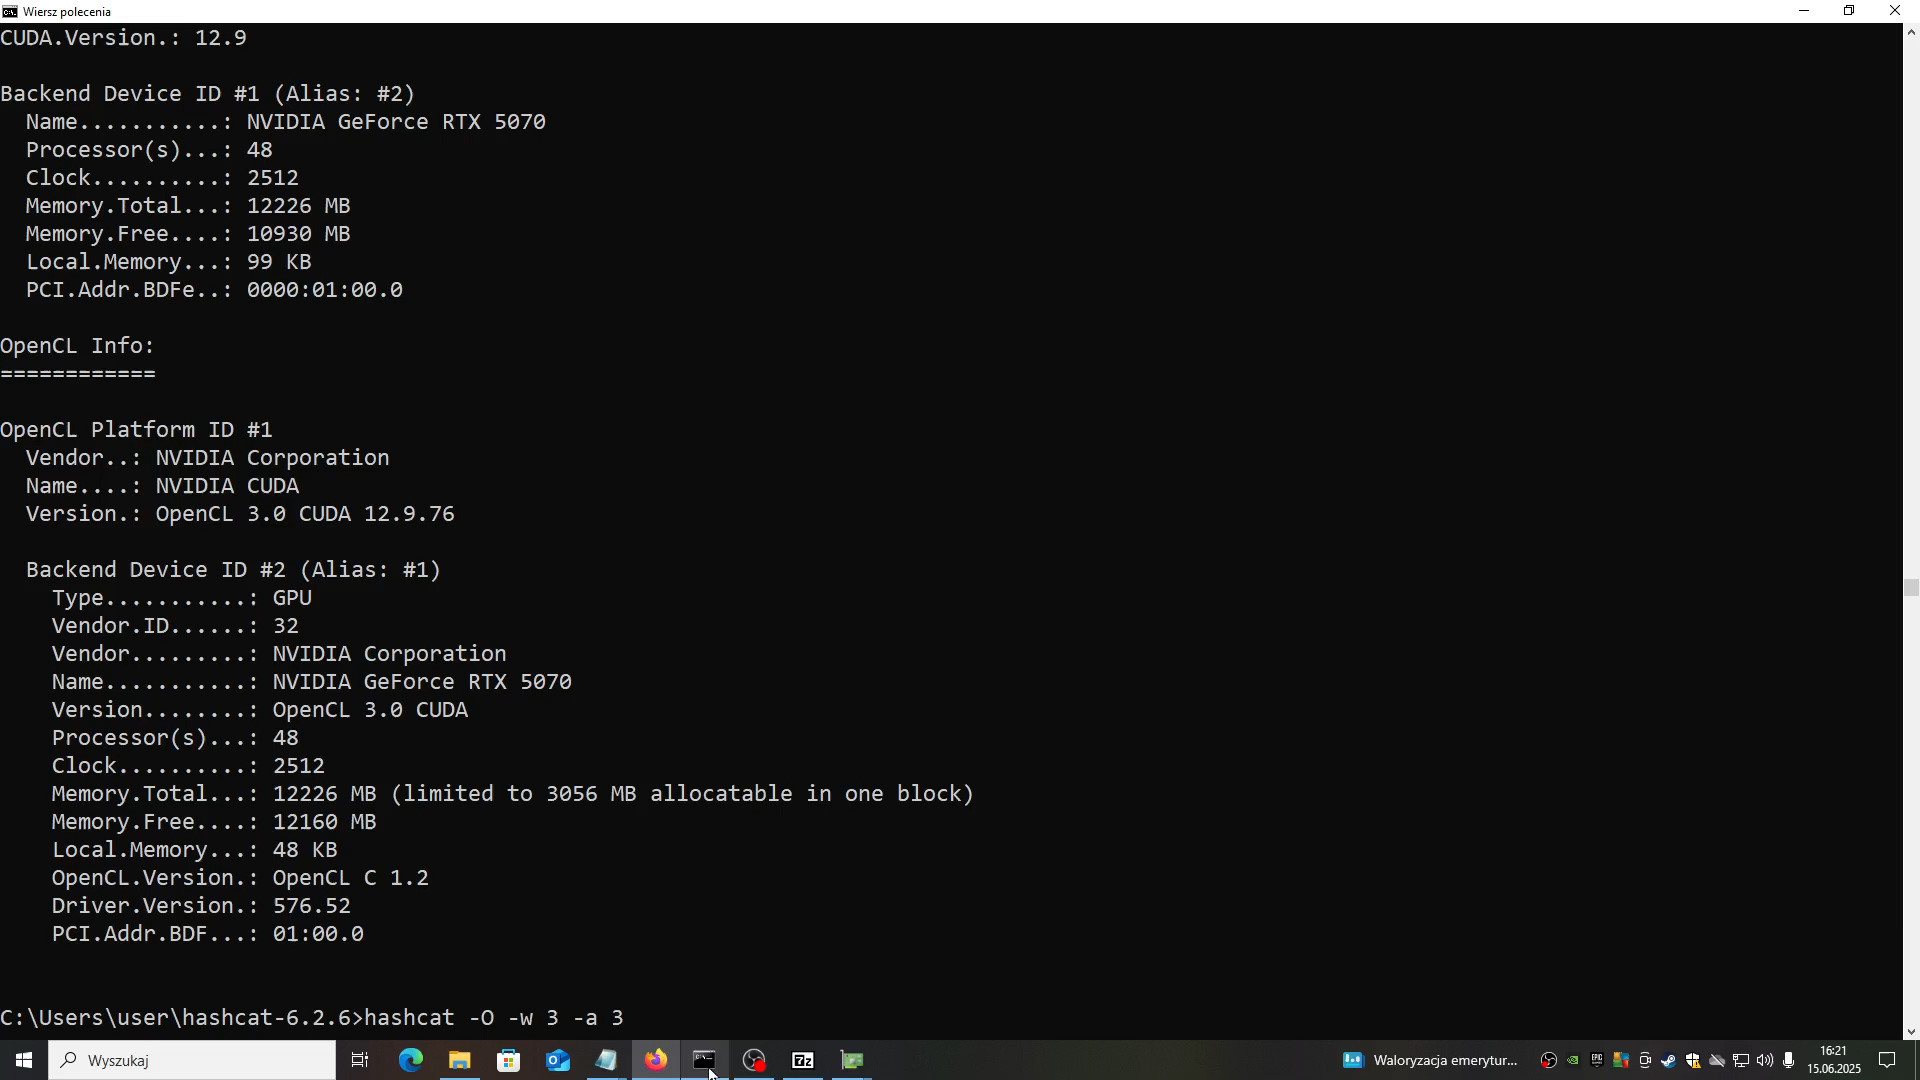 Wiersz polecenia
CUDA.Version.: 12.9
Backend Device ID #1 (Alias: #2)
Name...........: NVIDIA GeForce RTX 5070
Processor(s)...: 48
Clock..........: 2512
Memory.Total...: 12226 MB
Memory.Free....: 10930 MB
Local.Memory...: 99 KB
PCI.Addr.BDFe..: 0000:01:00.0
OpenCL Info:
============
OpenCL Platform ID #1
Vendor..: NVIDIA Corporation
Name....: NVIDIA CUDA
Version.: OpenCL 3.0 CUDA 12.9.76
Backend Device ID #2 (Alias: #1)
Type...........: GPU
Vendor.ID......: 32
Vendor.........: NVIDIA Corporation
Name...........: NVIDIA GeForce RTX 5070
Version........: OpenCL 3.0 CUDA
Processor(s)...: 48
Clock..........: 2512
Memory.Total...: 12226 MB (limited to 3056 MB allocatable in one block)
Memory.Free....: 12160 MB
Local.Memory...: 48 KB
OpenCL.Version.: OpenCL C 1.2
Driver.Version.: 576.52
PCI.Addr.BDF...: 01:00.0
C:\Users\user\hashcat-6.2.6>hashcat -O -w 3 -a 3
Wyszukaj
7z
Waloryzacja emerytur...
EPIC
16:21
15.06.2025